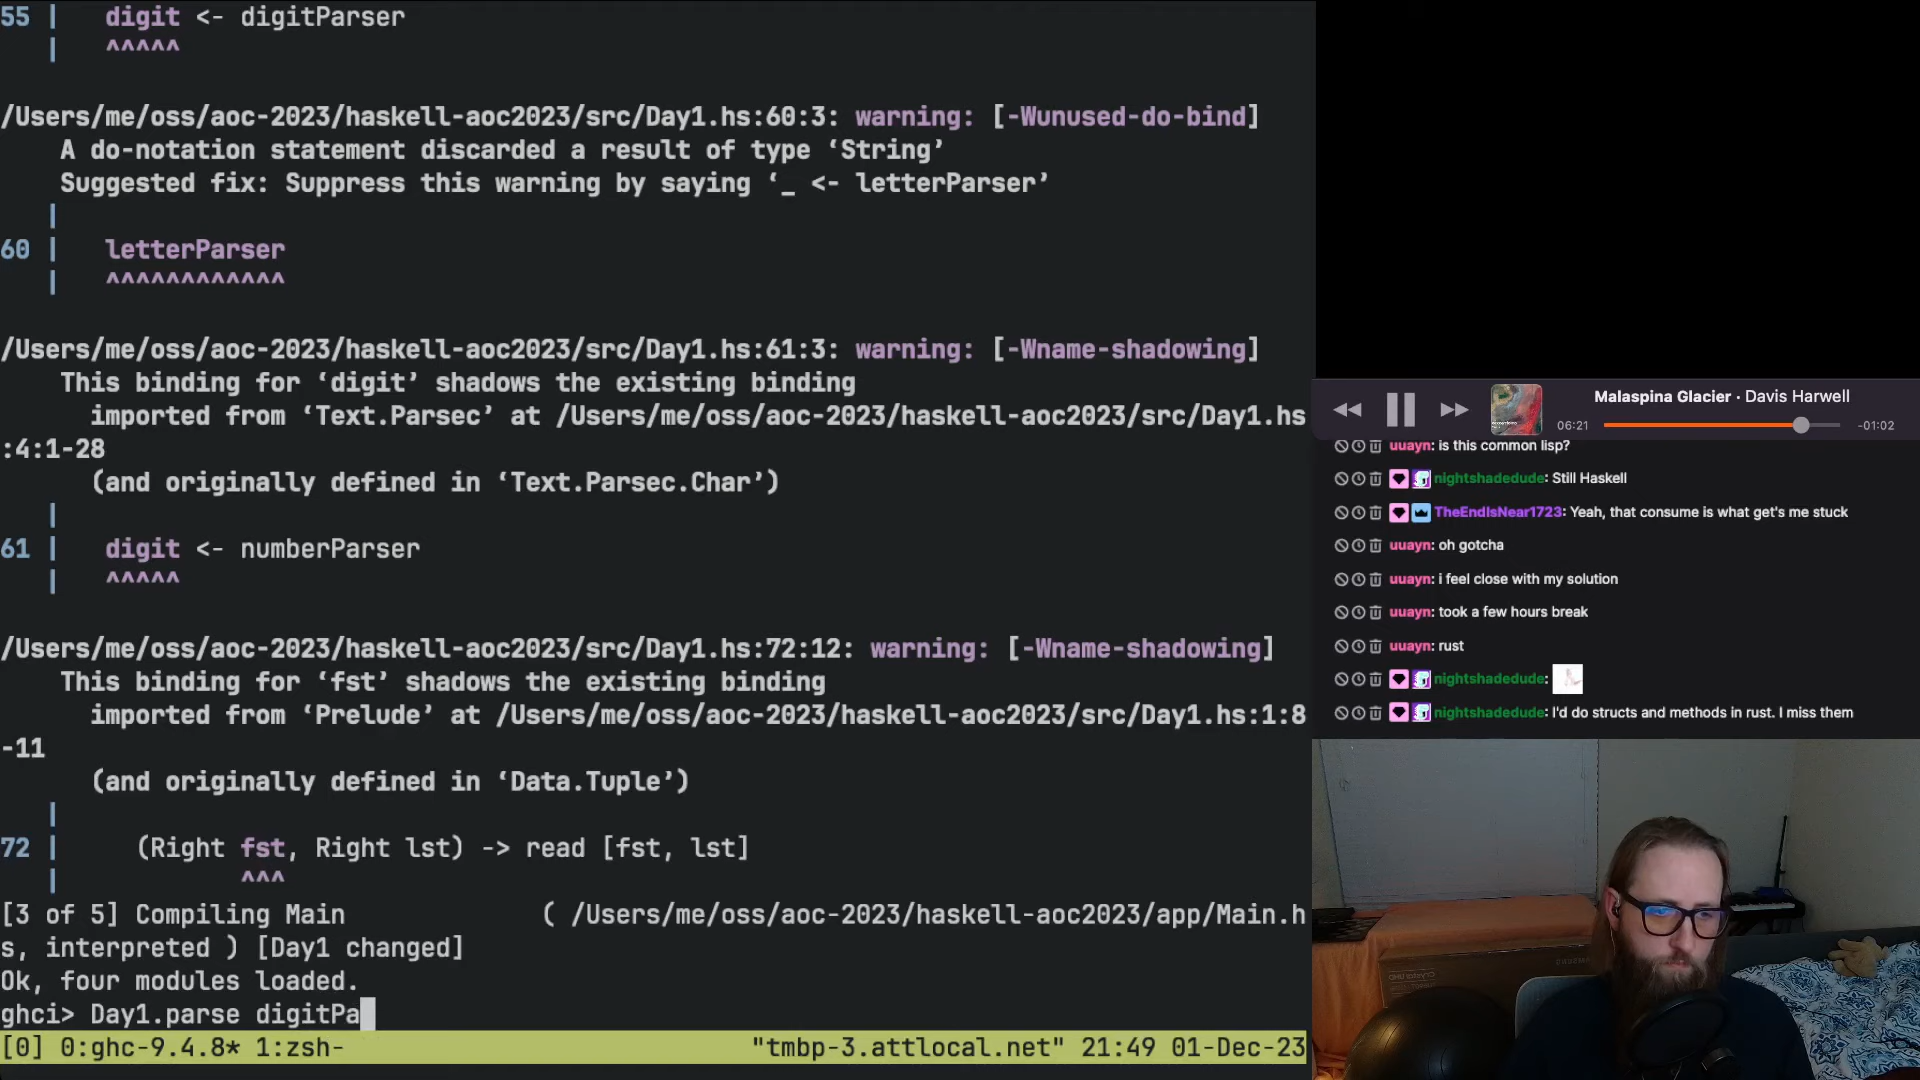 55 |   digit <- digitParser
   |   ^^^^^
/Users/me/oss/aoc-2023/haskell-aoc2023/src/Day1.hs:60:3: warning: [-Wunused-do-bind]
    A do-notation statement discarded a result of type ‘String’
    Suggested fix: Suppress this warning by saying ‘_ <- letterParser’
   |
60 |   letterParser
   |   ^^^^^^^^^^^^
/Users/me/oss/aoc-2023/haskell-aoc2023/src/Day1.hs:61:3: warning: [-Wname-shadowing]
    This binding for ‘digit’ shadows the existing binding
      imported from ‘Text.Parsec’ at /Users/me/oss/aoc-2023/haskell-aoc2023/src/Day1.hs
:4:1-28
      (and originally defined in ‘Text.Parsec.Char’)
   |
61 |   digit <- numberParser
   |   ^^^^^
/Users/me/oss/aoc-2023/haskell-aoc2023/src/Day1.hs:72:12: warning: [-Wname-shadowing]
    This binding for ‘fst’ shadows the existing binding
      imported from ‘Prelude’ at /Users/me/oss/aoc-2023/haskell-aoc2023/src/Day1.hs:1:8
-11
      (and originally defined in ‘Data.Tuple’)
   |
72 |     (Right fst, Right lst) -> read [fst, lst]
   |            ^^^
[3 of 5] Compiling Main             ( /Users/me/oss/aoc-2023/haskell-aoc2023/app/Main.h
s, interpreted ) [Day1 changed]
Ok, four modules loaded.
ghci> Day1.parse digitPa
[0] 0:ghc-9.4.8* 1:zsh-                           "tmbp-3.attlocal.net" 21:49 01-Dec-23
Malaspina Glacier · Davis Harwell
06:21 -01:02
uuayn: is this common lisp?
nightshadedude: Still Haskell
TheEndIsNear1723: Yeah, that consume is what get's me stuck
uuayn: oh gotcha
uuayn: i feel close with my solution
uuayn: took a few hours break
uuayn: rust
nightshadedude:
nightshadedude: I'd do structs and methods in rust. I miss them